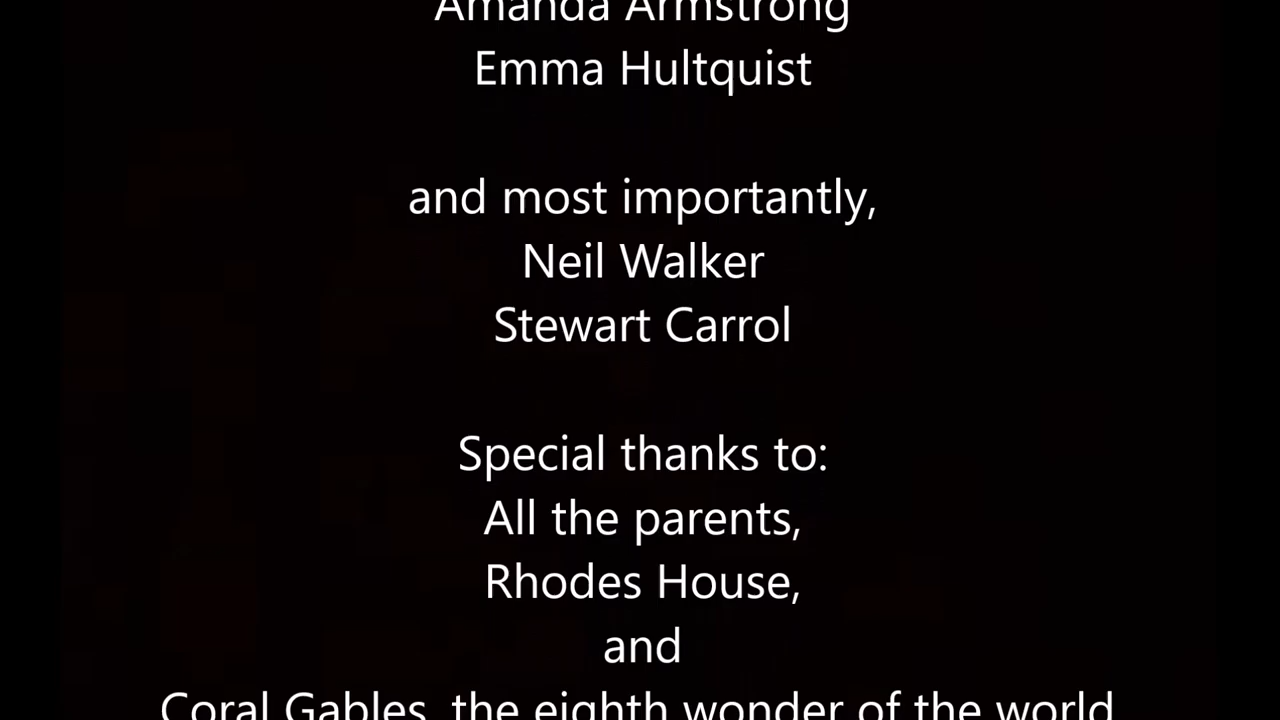 Amanda Armstrong
Emma Hultquist
and most importantly,
Neil Walker
Stewart Carrol
Special thanks to:
All the parents,
Rhodes House,
and
Coral Gables, the eighth wonder of the world